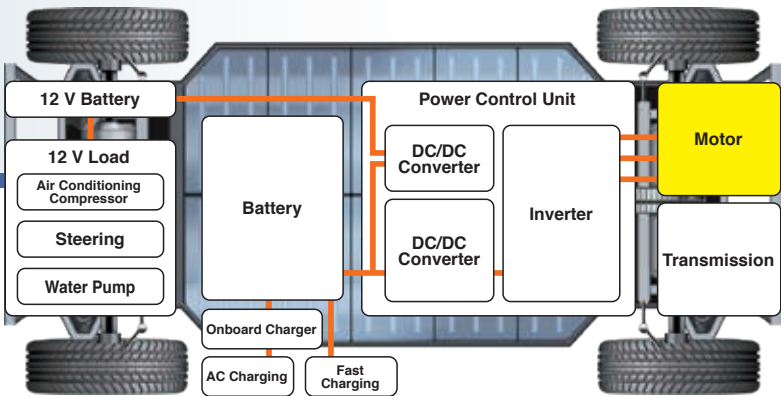 12 V Battery
12 V Load
Air Conditioning
Compressor
Steering
Water Pump
Battery
Onboard Charger
AC Charging
Fast
Charging
Power Control Unit
DC/DC
Converter
DC/DC
Converter
Inverter
Motor
Transmission